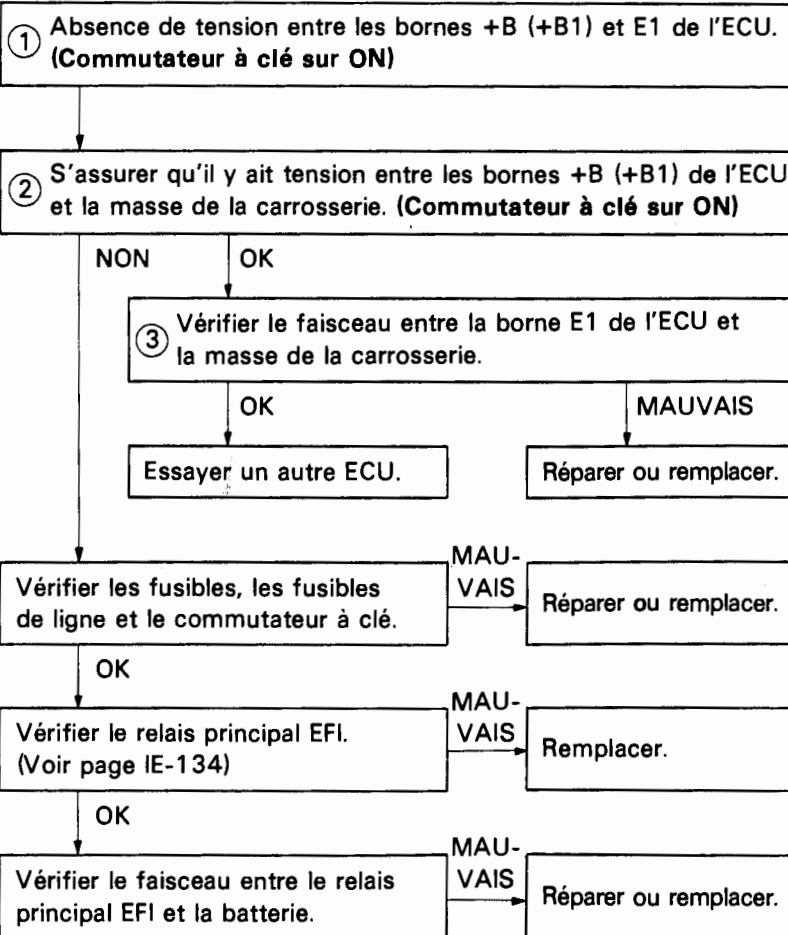 ① Absence de tension entre les bornes +B (+B1) et E1 de l'ECU.
(Commutateur à clé sur ON)
② S'assurer qu'il y ait tension entre les bornes +B (+B1) de l'ECU
et la masse de la carrosserie. (Commutateur à clé sur ON)
NON
OK
③ Vérifier le faisceau entre la borne E1 de l'ECU et
la masse de la carrosserie.
OK
MAUVAIS
Essayer un autre ECU.
Réparer ou remplacer.
Vérifier les fusibles, les fusibles
de ligne et le commutateur à clé.
MAU-
VAIS
Réparer ou remplacer.
OK
Vérifier le relais principal EFI.
(Voir page IE-134)
MAU-
VAIS
Remplacer.
OK
Vérifier le faisceau entre le relais
principal EFI et la batterie.
MAU-
VAIS
Réparer ou remplacer.